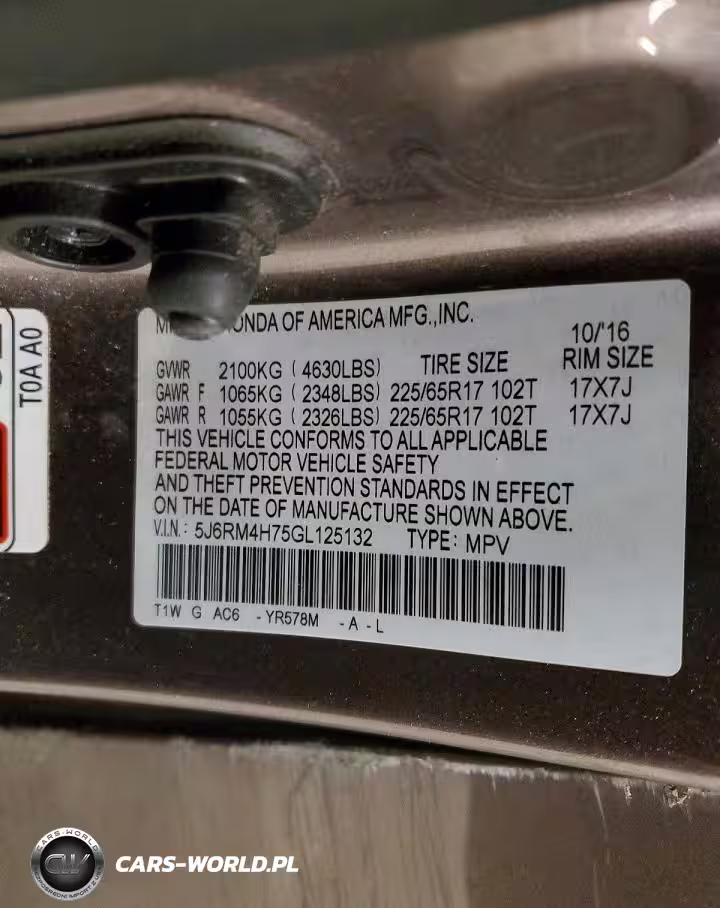 HONDA OF AMERICA MFG.,INC.
10/'16
GVWR 2100KG ( 4630LBS) TIRE SIZE RIM SIZE
GAWR F 1065KG ( 2348LBS) 225/65R17 102T 17X7J
GAWR R 1055KG ( 2326LBS) 225/65R17 102T 17X7J
THIS VEHICLE CONFORMS TO ALL APPLICABLE
FEDERAL MOTOR VEHICLE SAFETY
AND THEFT PREVENTION STANDARDS IN EFFECT
ON THE DATE OF MANUFACTURE SHOWN ABOVE.
V.I.N.: 5J6RM4H75GL125132 TYPE: MPV
T1W G AC6 -YR578M -A -L
T0A A0
CARS-WORLD
CW
CARS-WORLD.PL